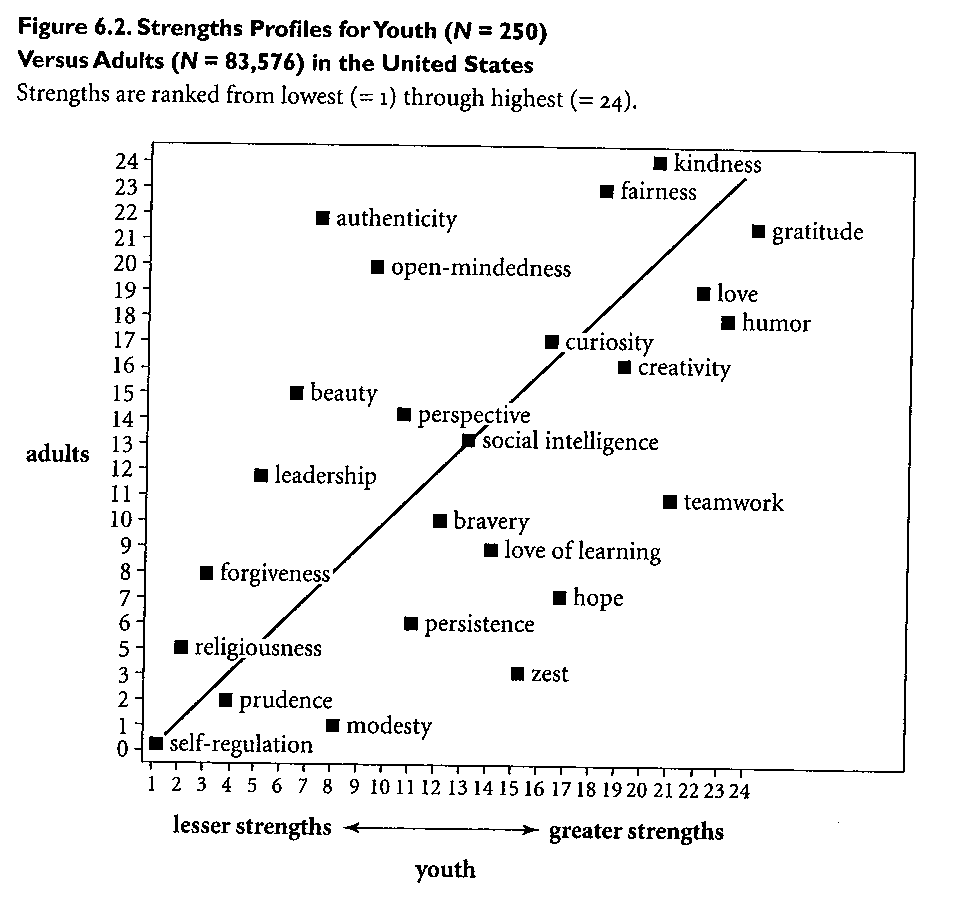 Figure 6.2. Strengths Profiles for Youth (N = 250)
Versus Adults (N = 83,576) in the United States
Strengths are ranked from lowest (= 1) through highest (= 24).
24
kindness
23
fairness
22
authenticity
21
gratitude
20
open-mindedness
19
love
18
humor
17
curiosity
16
creativity
15
beauty
14
perspective
13
social intelligence
adults
12
leadership
11
teamwork
10
bravery
9
love of learning
8
forgiveness
7
hope
6
persistence
5
religiousness
3
zest
2
prudence
1
modesty
0
self-regulation
1 2 3 4 5 6 7 8 9 10 11 12 13 14 15 16 17 18 19 20 21 22 23 24
lesser strengths greater strengths
youth